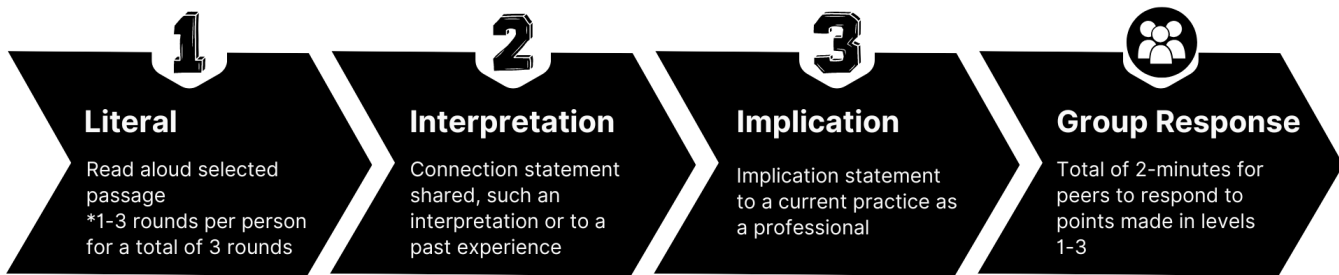 1
Literal
Read aloud selected
passage
*1-3 rounds per person
for a total of 3 rounds
2
Interpretation
Connection statement
shared, such an
interpretation or to a
past experience
3
Implication
Implication statement
to a current practice as
a professional
Group Response
Total of 2-minutes for
peers to respond to
points made in levels
1-3